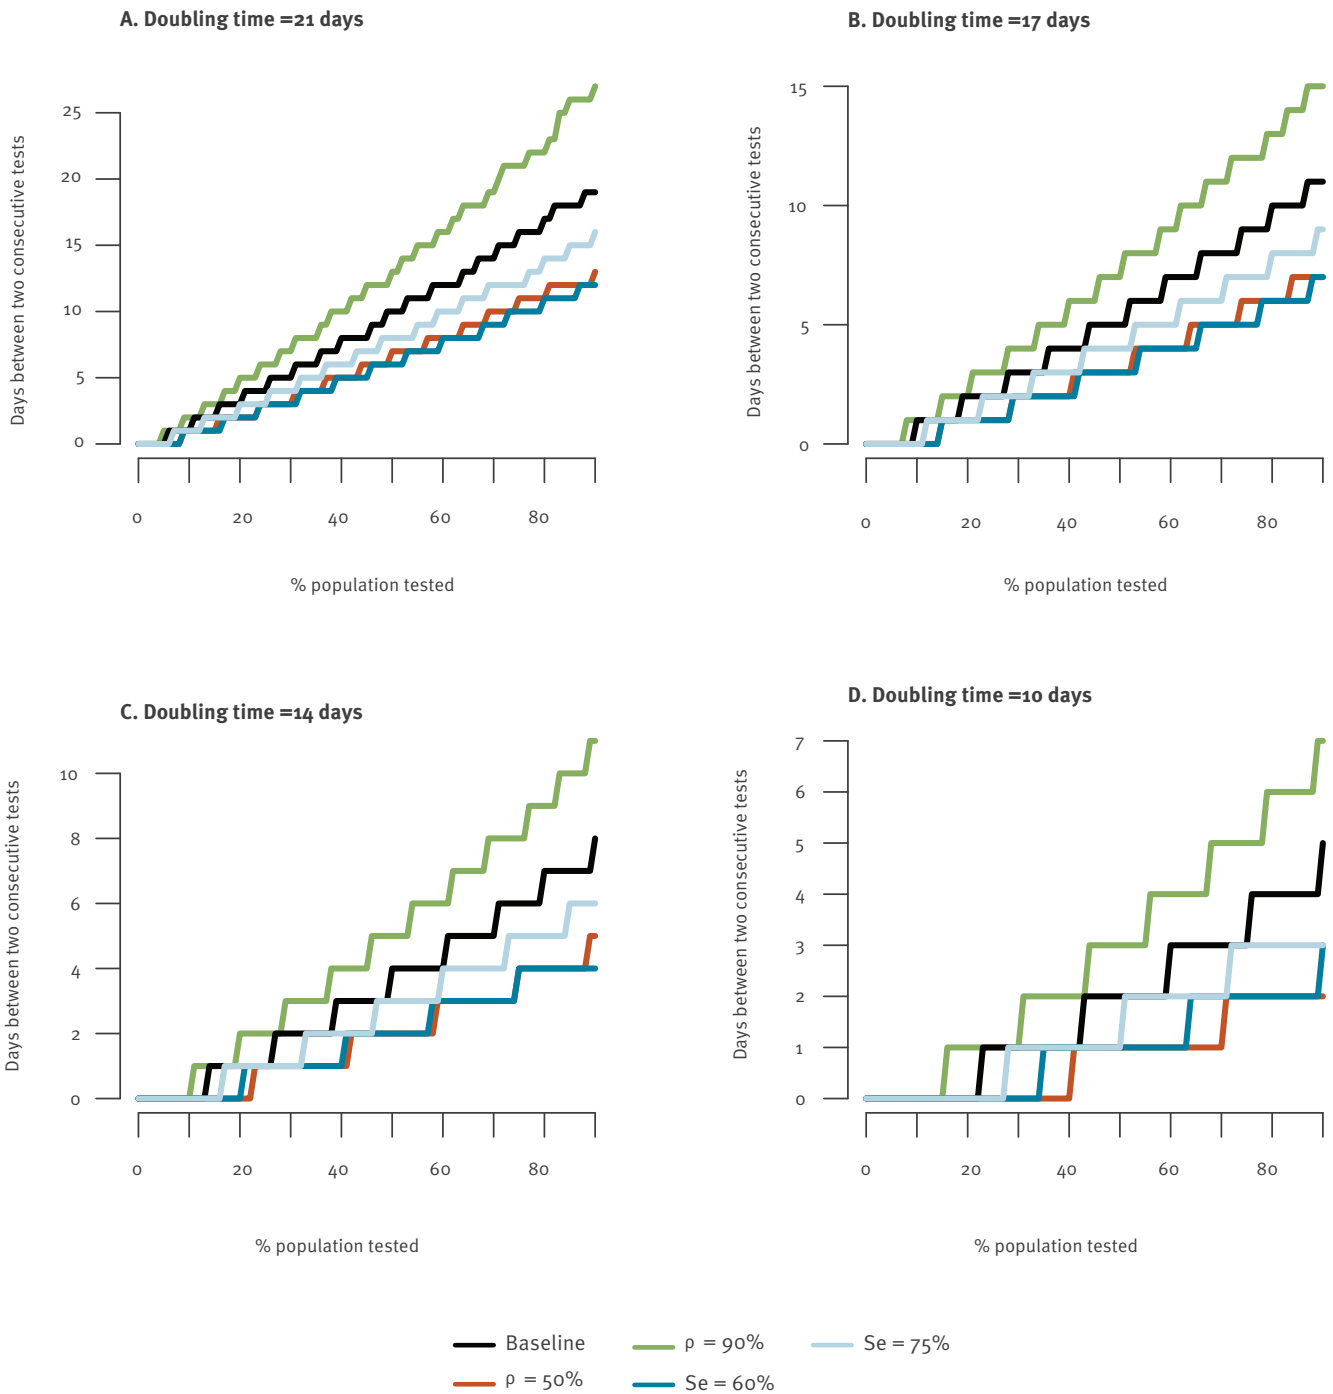 A. Doubling time =21 days
B. Doubling time =17 days
Days between two consecutive tests
25
20
15
10
5
0
0 20 40 60 80
% population tested
Days between two consecutive tests
15
10
5
0
0 20 40 60 80
% population tested
C. Doubling time =14 days
D. Doubling time =10 days
Days between two consecutive tests
10
8
6
4
2
0
0 20 40 60 80
% population tested
Days between two consecutive tests
7
6
5
4
3
2
1
0
0 20 40 60 80
% population tested
Baseline ρ = 90% Se = 75%
ρ = 50% Se = 60%